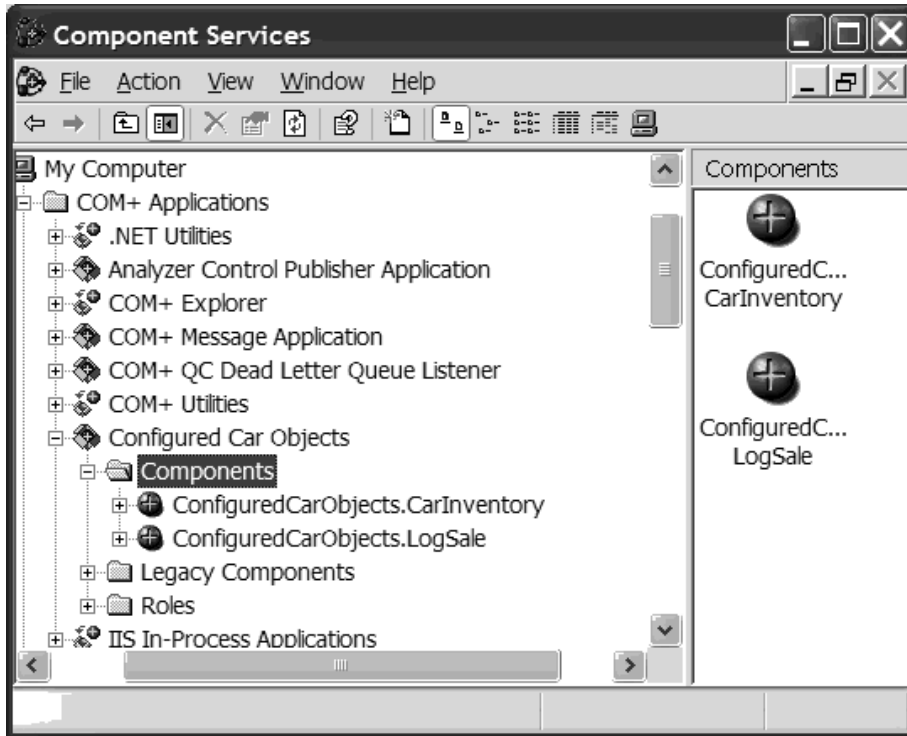 Component Services
File Action View Window Help
My Computer
COM+ Applications
.NET Utilities
Analyzer Control Publisher Application
COM+ Explorer
COM+ Message Application
COM+ QC Dead Letter Queue Listener
COM+ Utilities
Configured Car Objects
Components
ConfiguredCarObjects.CarInventory
ConfiguredCarObjects.LogSale
Legacy Components
Roles
IIS In-Process Applications
Components
ConfiguredC...
CarInventory
ConfiguredC...
LogSale